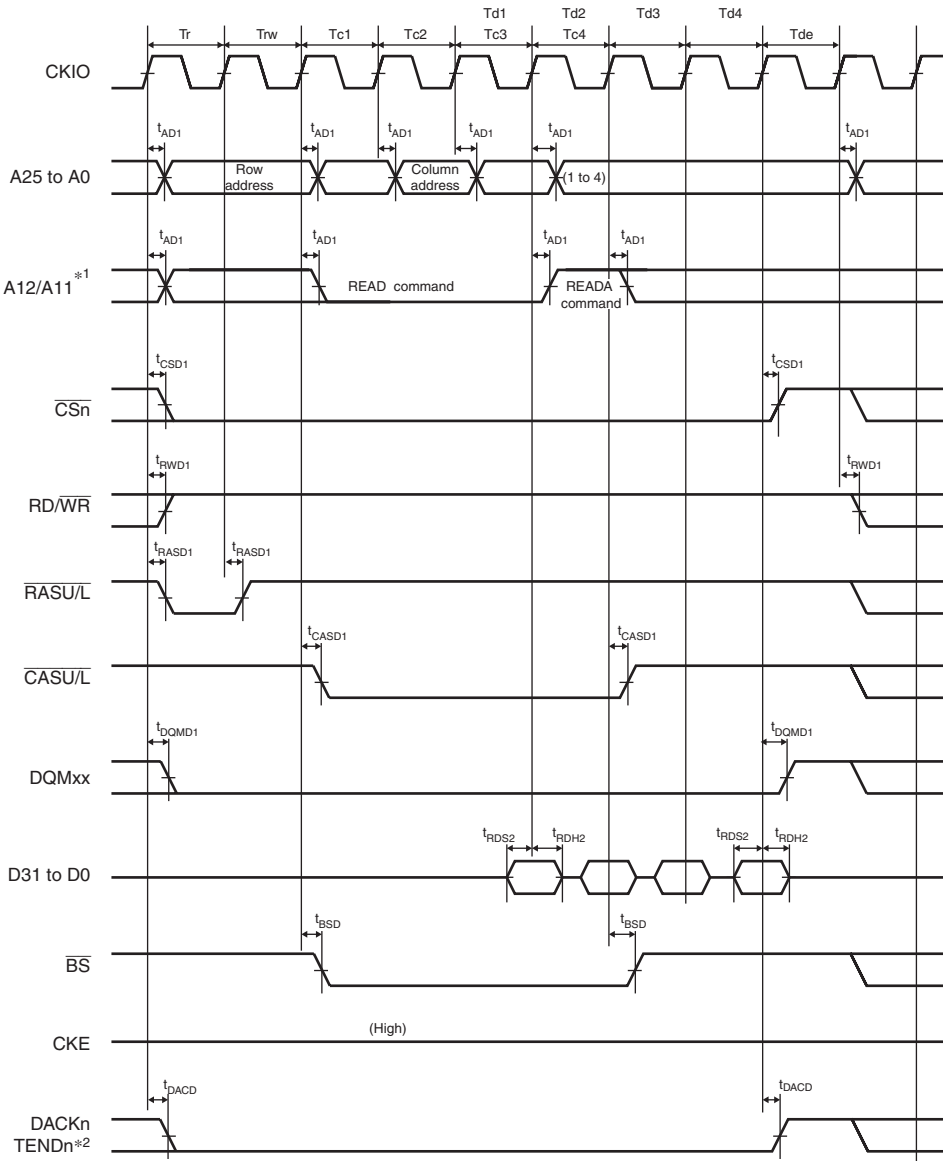 Td1 Td2 Td3 Td4
Tr Trw Tc1 Tc2 Tc3 Tc4 Tde
CKIO
tAD1 tAD1 tAD1 tAD1 tAD1 tAD1
A25 to A0
Row
address
Column
address
(1 to 4)
tAD1 tAD1 tAD1 tAD1
A12/A11*1
READ command
READA
command
tCSD1 tCSD1
CSn
tRWD1 tRWD1
RD/WR
tRASD1 tRASD1
RASU/L
tCASD1 tCASD1
CASU/L
tDQMD1 tDQMD1
DQMxx
tRDS2 tRDH2 tRDS2 tRDH2
D31 to D0
tBSD tBSD
BS
(High)
CKE
tDACD tDACD
DACKn
TENDn*2